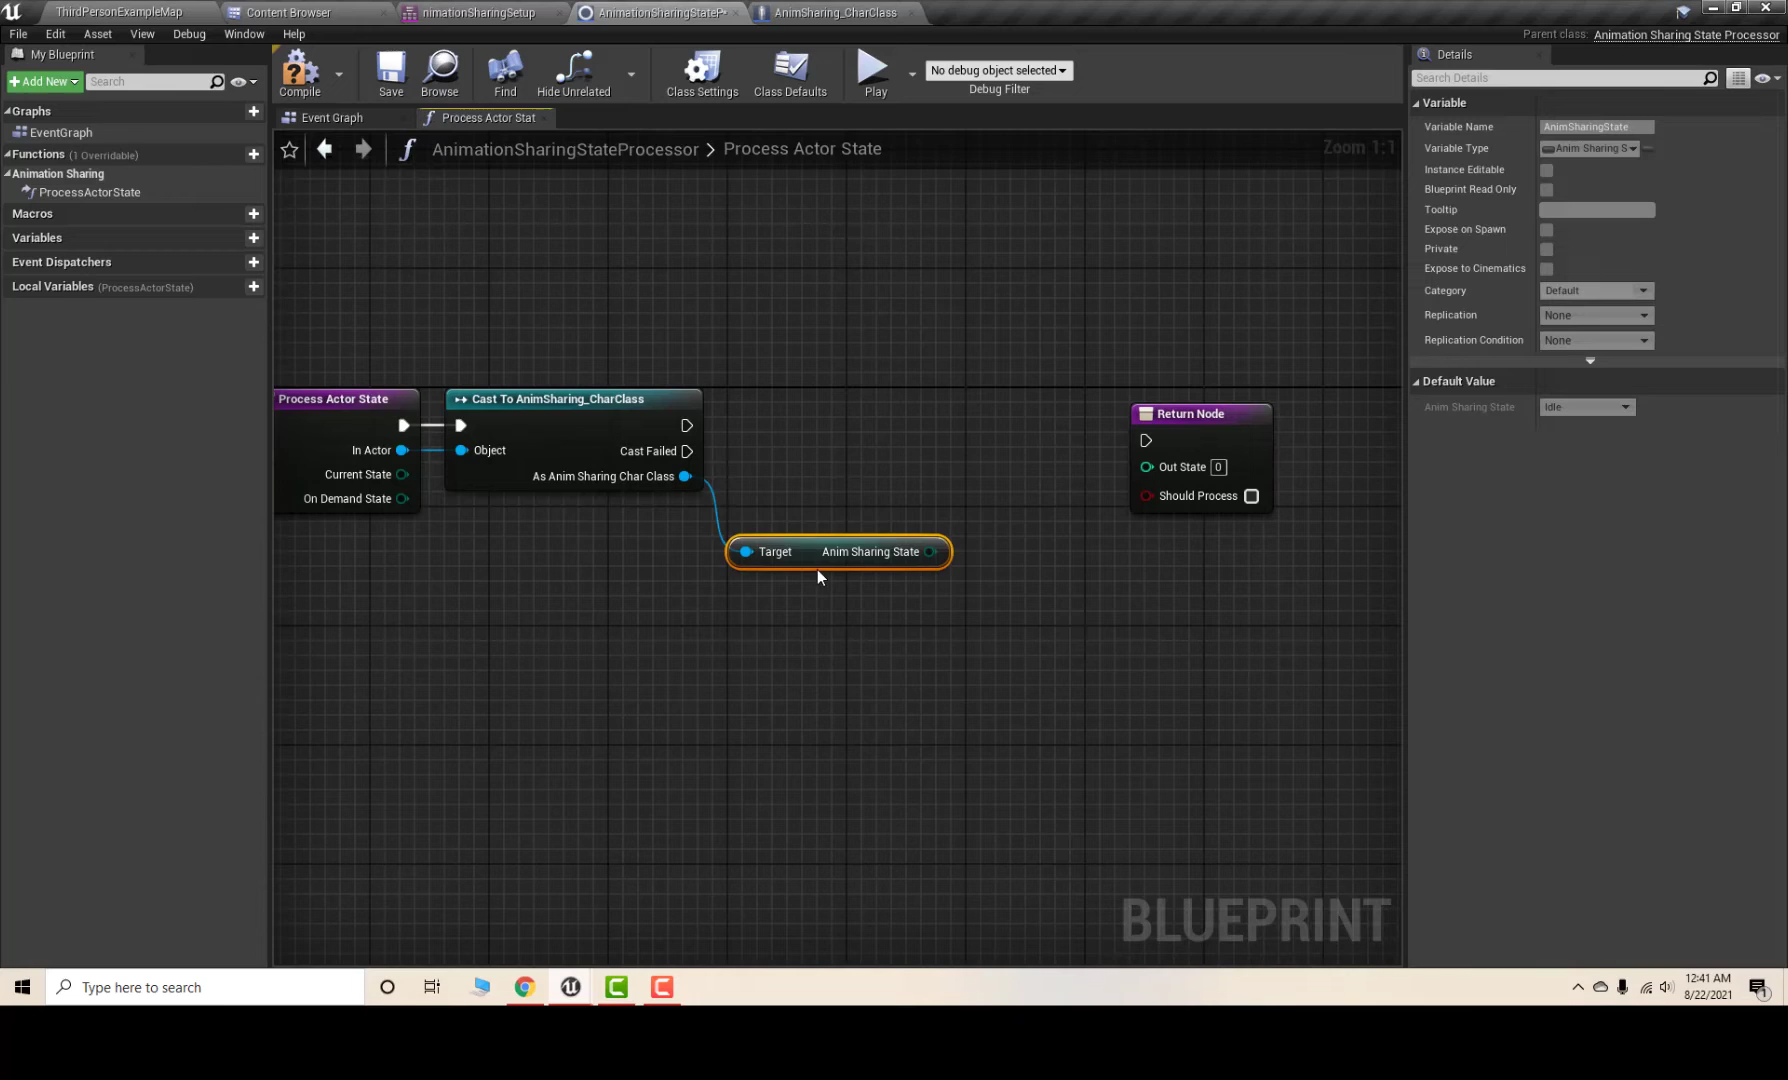 ThirdPersonExampleMap
Content Browser
nimationSharingSetup
AnimationSharingStateP
AnimSharing_CharClass
File Edit Asset View Debug Window Help
Parent class: Animation Sharing State Processor
My Blueprint
Add New
Search
Compile
Save
Browse
Find
Hide Unrelated
Class Settings
Class Defaults
Play
No debug object selected
Debug Filter
Details
Search Details
Graphs
EventGraph
Functions (1 Overridable)
Animation Sharing
ProcessActorState
Macros
Variables
Event Dispatchers
Local Variables (ProcessActorState)
Event Graph
Process Actor Stat
AnimationSharingStateProcessor > Process Actor State
Zoom 1:1
Process Actor State
In Actor
Current State
On Demand State
Cast To AnimSharing_CharClass
Object
Cast Failed
As Anim Sharing Char Class
Target
Anim Sharing State
Return Node
Out State 0
Should Process
BLUEPRINT
Variable
Variable Name AnimSharingState
Variable Type Anim Sharing S
Instance Editable
Blueprint Read Only
Tooltip
Expose on Spawn
Private
Expose to Cinematics
Category Default
Replication None
Replication Condition None
Default Value
Anim Sharing State Idle
Type here to search
12:41 AM
8/22/2021
1